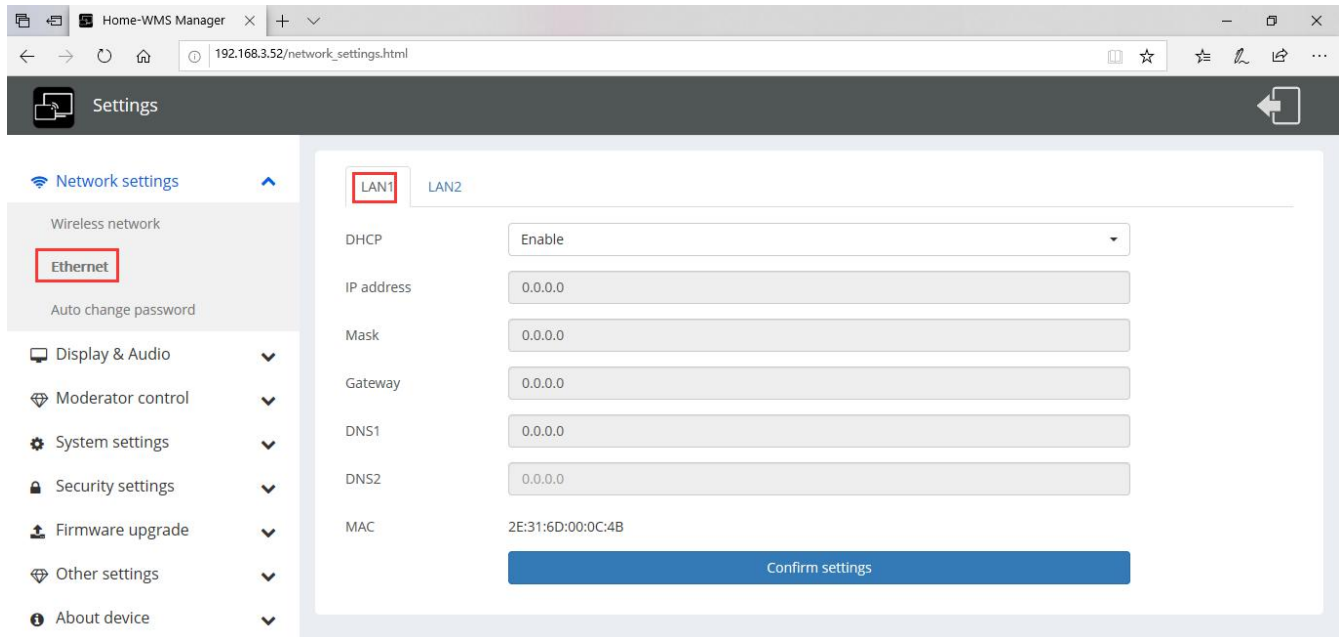 Home-WMS Manager
192.168.3.52/network_settings.html
Settings
Network settings
Wireless network
Ethernet
Auto change password
Display & Audio
Moderator control
System settings
Security settings
Firmware upgrade
Other settings
About device
LAN1 LAN2
DHCP Enable
IP address 0.0.0.0
Mask 0.0.0.0
Gateway 0.0.0.0
DNS1 0.0.0.0
DNS2 0.0.0.0
MAC 2E:31:6D:00:0C:4B
Confirm settings